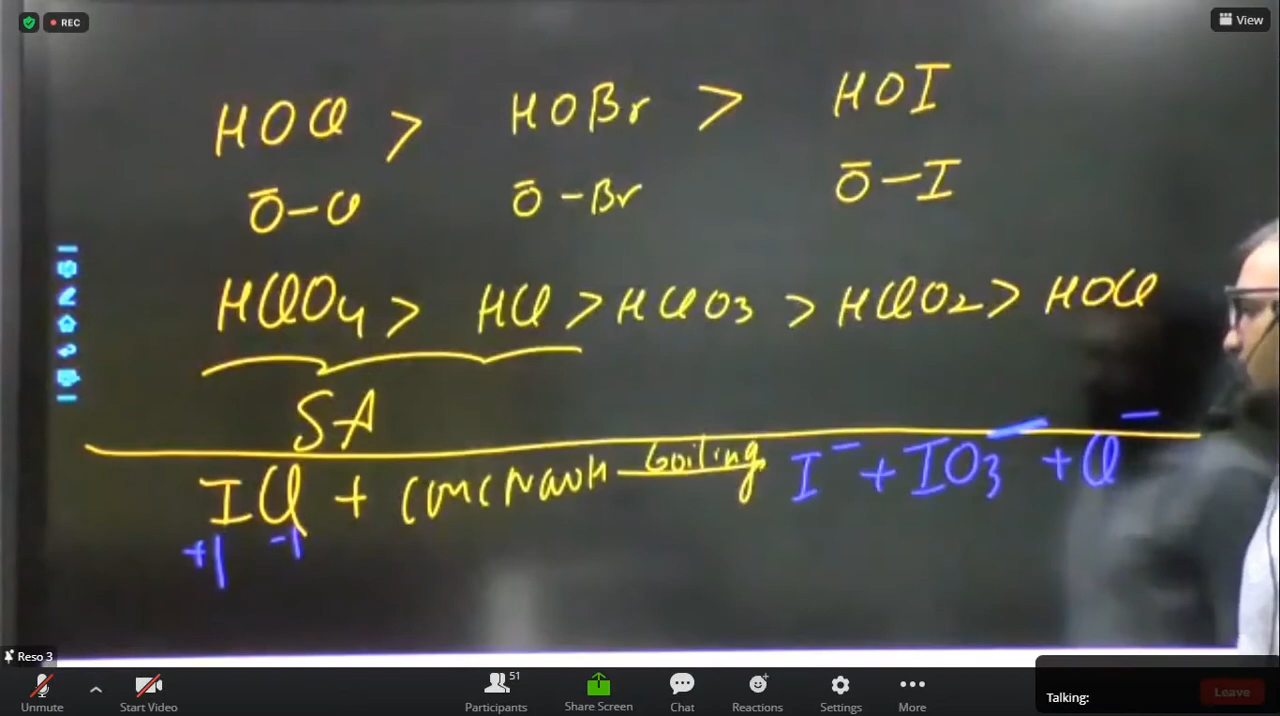 REC
View
HOCl > HOBr > HOI
Ō-Cl Ō-Br Ō-I
HClO4 > HCl > HClO3 > HClO2 > HOCl
SA
ICl + conc NaOH boiling I⁻ + IO3⁻ + Cl⁻
+1 -1
Reso 3
Talking:
Unmute
Start Video
Participants 51
Share Screen
Chat
Reactions
Settings
More
Leave